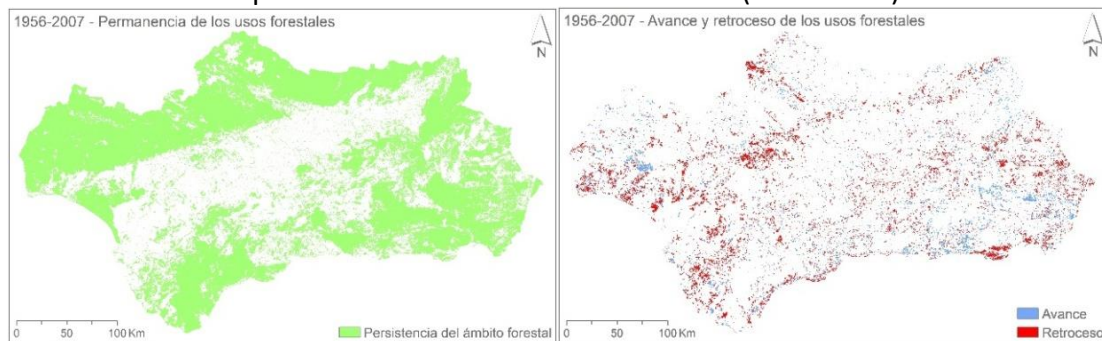 1956-2007 - Permanencia de los usos forestales
N
0 50 100 Km
Persistencia del ámbito forestal
1956-2007 - Avance y retroceso de los usos forestales
N
0 50 100 Km
Avance
Retroceso